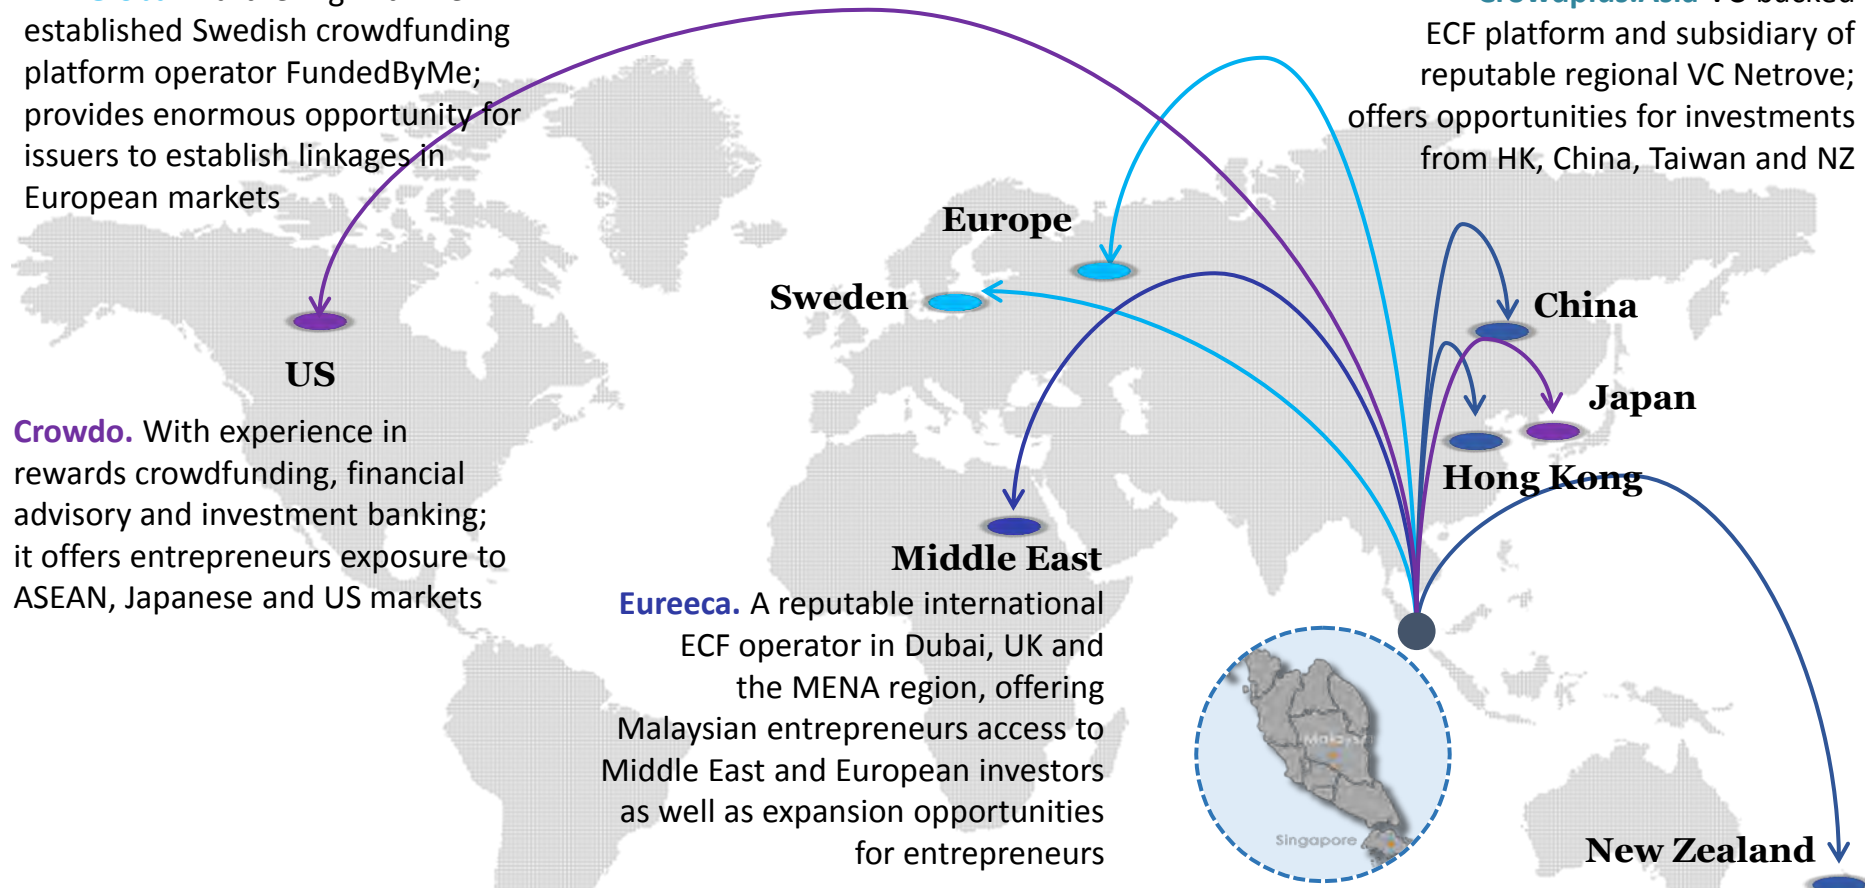 established Swedish crowdfunding
platform operator FundedByMe;
provides enormous opportunity for
issuers to establish linkages in
European markets
Crowdplus.Asia VC-backed
ECF platform and subsidiary of
reputable regional VC Netrove;
offers opportunities for investments
from HK, China, Taiwan and NZ
Europe
Sweden
China
US
Japan
Crowdo. With experience in
rewards crowdfunding, financial
advisory and investment banking;
it offers entrepreneurs exposure to
ASEAN, Japanese and US markets
Hong Kong
Middle East
Eureeca. A reputable international
ECF operator in Dubai, UK and
the MENA region, offering
Malaysian entrepreneurs access to
Middle East and European investors
as well as expansion opportunities
for entrepreneurs
Malaysia
Singapore
New Zealand